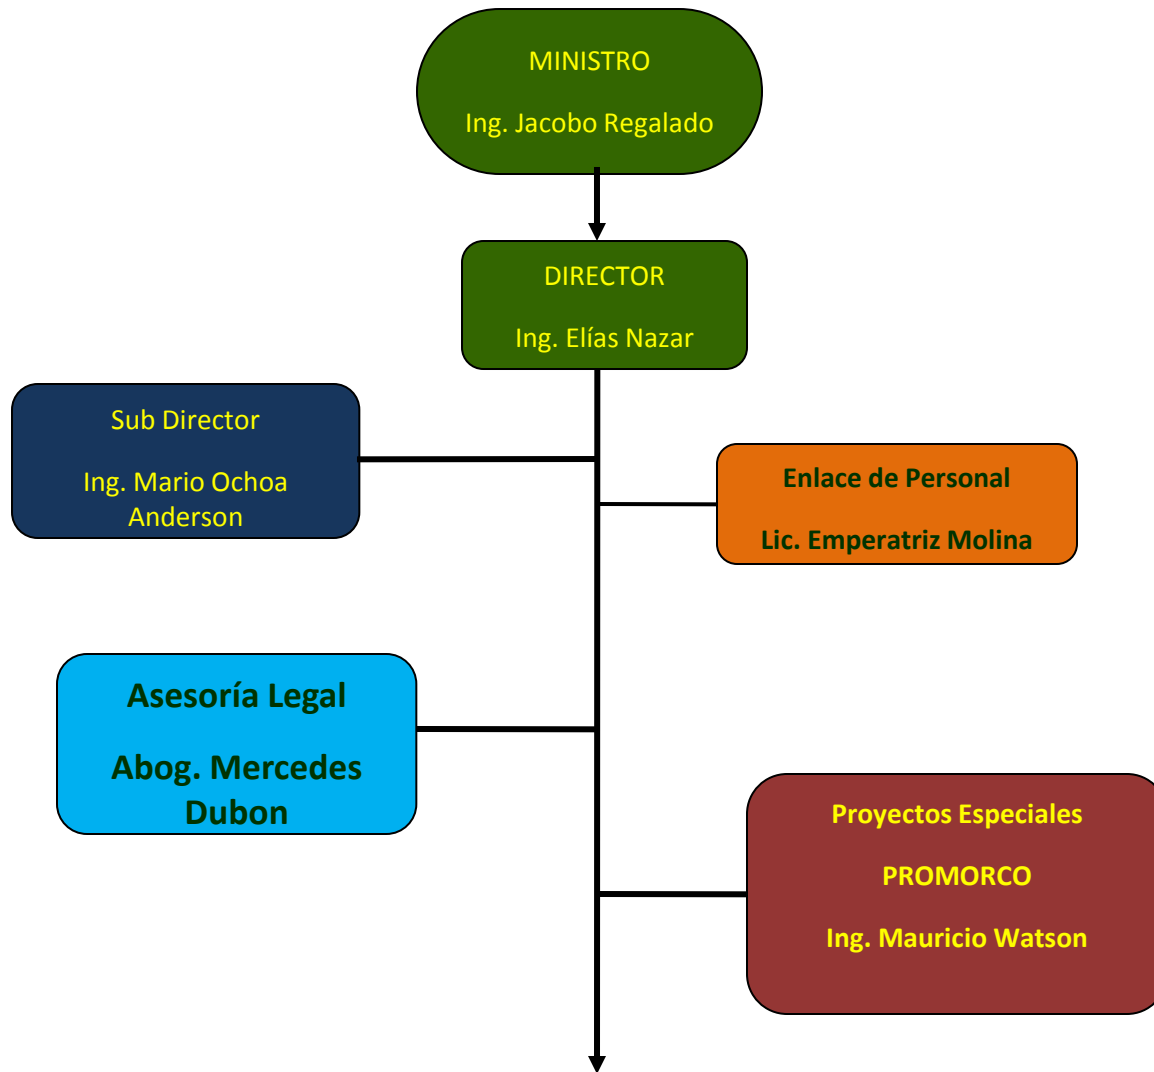 MINISTRO
Ing. Jacobo Regalado
DIRECTOR
Ing. Elías Nazar
Sub Director
Ing. Mario Ochoa
Anderson
Enlace de Personal
Lic. Emperatriz Molina
Asesoría Legal
Abog. Mercedes
Dubon
Proyectos Especiales
PROMORCO
Ing. Mauricio Watson